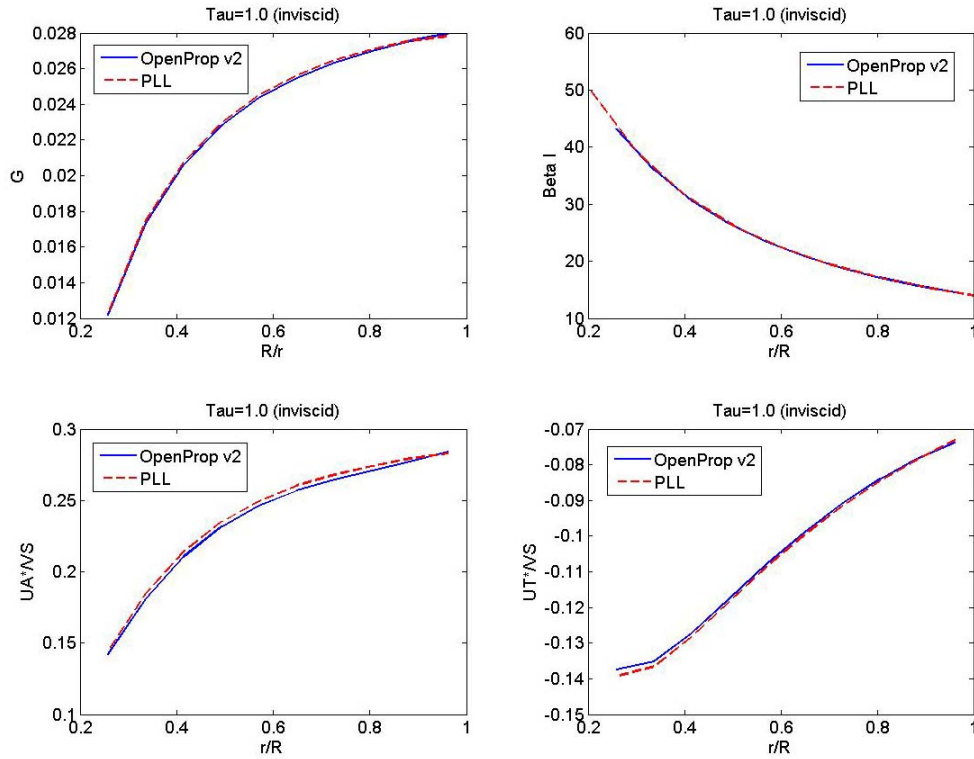 Tau=1.0 (inviscid)
0.028
0.026
0.024
0.022
0.02
0.018
0.016
0.014
0.012
G
OpenProp v2
PLL
0.2
0.4
0.6
0.8
1
R/r
Tau=1.0 (inviscid)
60
50
40
30
20
10
Beta I
OpenProp v2
PLL
0.2
0.4
0.6
0.8
1
r/R
Tau=1.0 (inviscid)
0.3
0.25
0.2
0.15
0.1
UA*/VS
OpenProp v2
PLL
0.2
0.4
0.6
0.8
1
r/R
Tau=1.0 (inviscid)
-0.07
-0.08
-0.09
-0.1
-0.11
-0.12
-0.13
-0.14
-0.15
UT*/VS
OpenProp v2
PLL
0.2
0.4
0.6
0.8
1
r/R